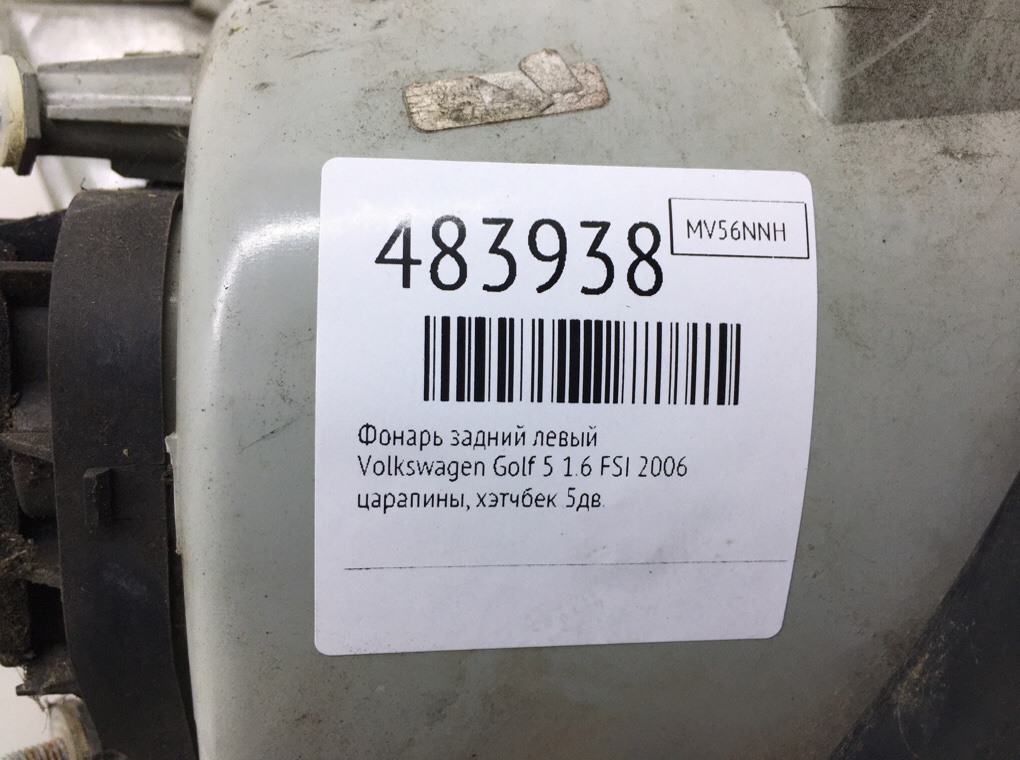 483938
MV56NNH
Фонарь задний левый
Volkswagen Golf 5 1.6 FSI 2006
царапины, хэтчбек 5дв.